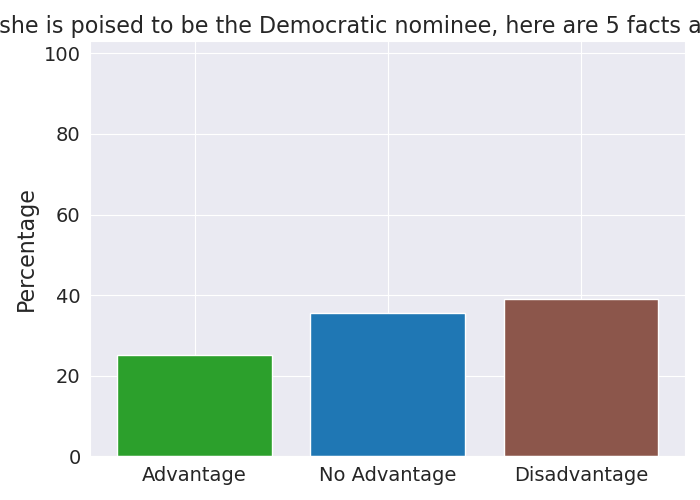 she is poised to be the Democratic nominee, here are 5 facts a
100
80
60
40
20
0
Percentage
Advantage
No Advantage
Disadvantage